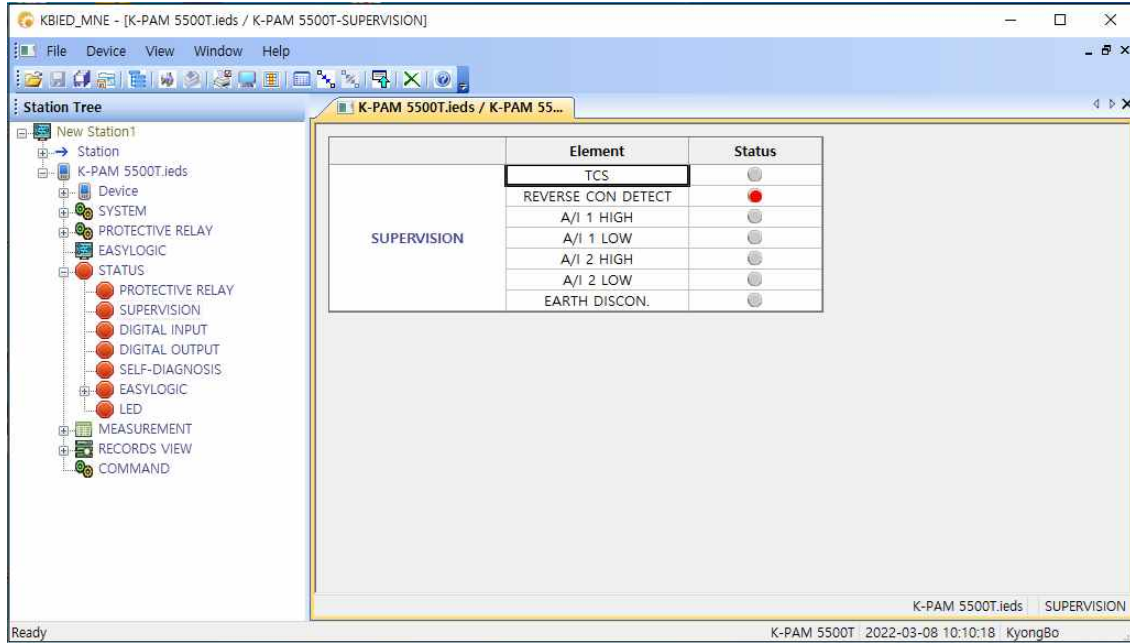 KBIED_MNE - [K-PAM 5500T.ieds / K-PAM 5500T-SUPERVISION]
File Device View Window Help
Station Tree
K-PAM 5500T.ieds / K-PAM 55...
New Station1
Station
K-PAM 5500T.ieds
Device
SYSTEM
PROTECTIVE RELAY
EASYLOGIC
STATUS
PROTECTIVE RELAY
SUPERVISION
DIGITAL INPUT
DIGITAL OUTPUT
SELF-DIAGNOSIS
EASYLOGIC
LED
MEASUREMENT
RECORDS VIEW
COMMAND
Element Status
SUPERVISION
TCS
REVERSE CON DETECT
A/I 1 HIGH
A/I 1 LOW
A/I 2 HIGH
A/I 2 LOW
EARTH DISCON.
K-PAM 5500T.ieds SUPERVISION
Ready K-PAM 5500T 2022-03-08 10:10:18 KyongBo